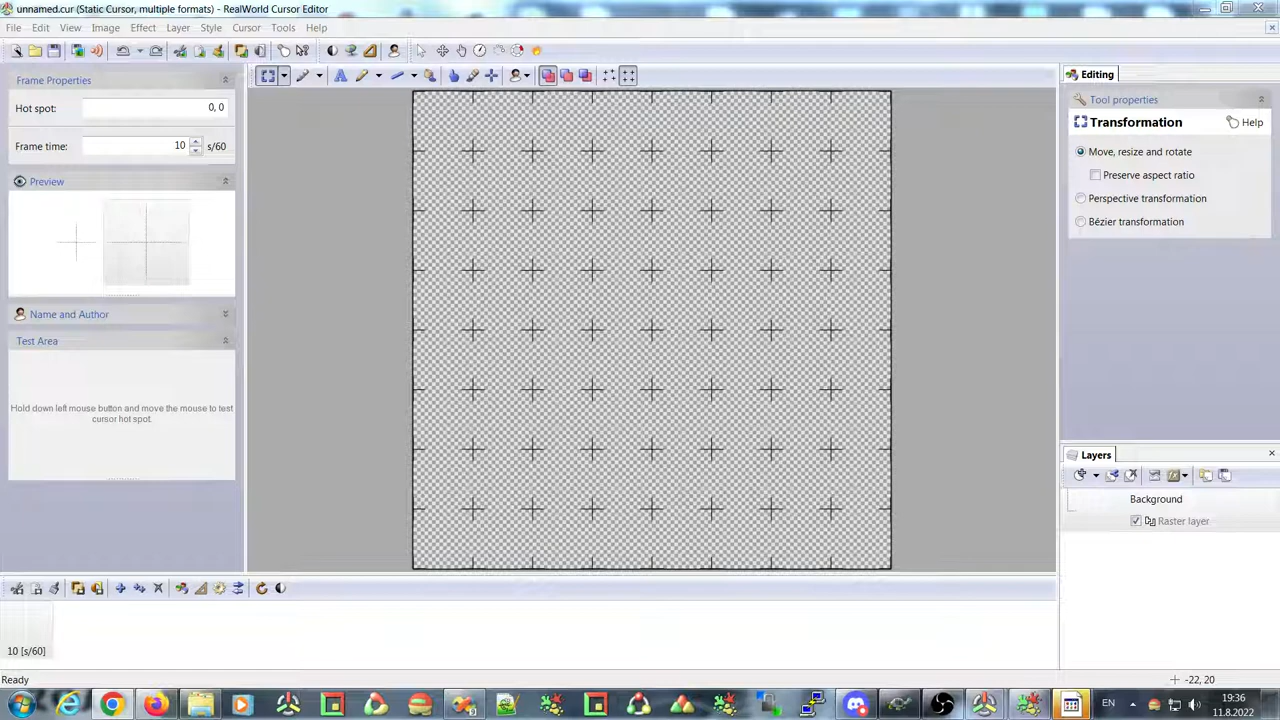 unnamed.cur (Static Cursor, multiple formats) - RealWorld Cursor Editor
File Edit View Image Effect Layer Style Cursor Tools Help
Frame Properties
Hot spot: 0, 0
Frame time: 10 s/60
Preview
Name and Author
Test Area
Hold down left mouse button and move the mouse to test
cursor hot spot.
Editing
Tool properties
Transformation Help
Move, resize and rotate
Preserve aspect ratio
Perspective transformation
Bézier transformation
Layers
Background
Raster layer
10 [s/60]
Ready
-22, 20
EN
19:36
11.8.2022